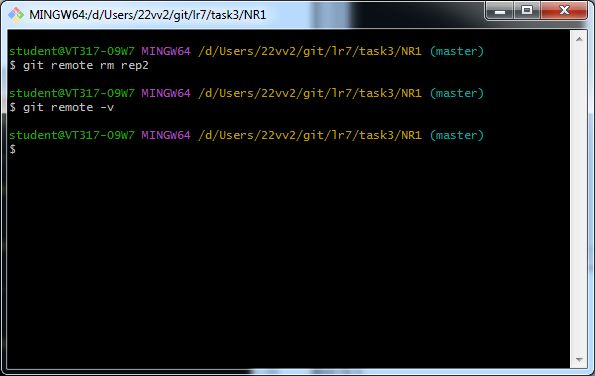 MINGW64:/d/Users/22vv2/git/lr7/task3/NR1
student@VT317-09W7 MINGW64 /d/Users/22vv2/git/lr7/task3/NR1 (master)
$ git remote rm rep2
student@VT317-09W7 MINGW64 /d/Users/22vv2/git/lr7/task3/NR1 (master)
$ git remote -v
student@VT317-09W7 MINGW64 /d/Users/22vv2/git/lr7/task3/NR1 (master)
$